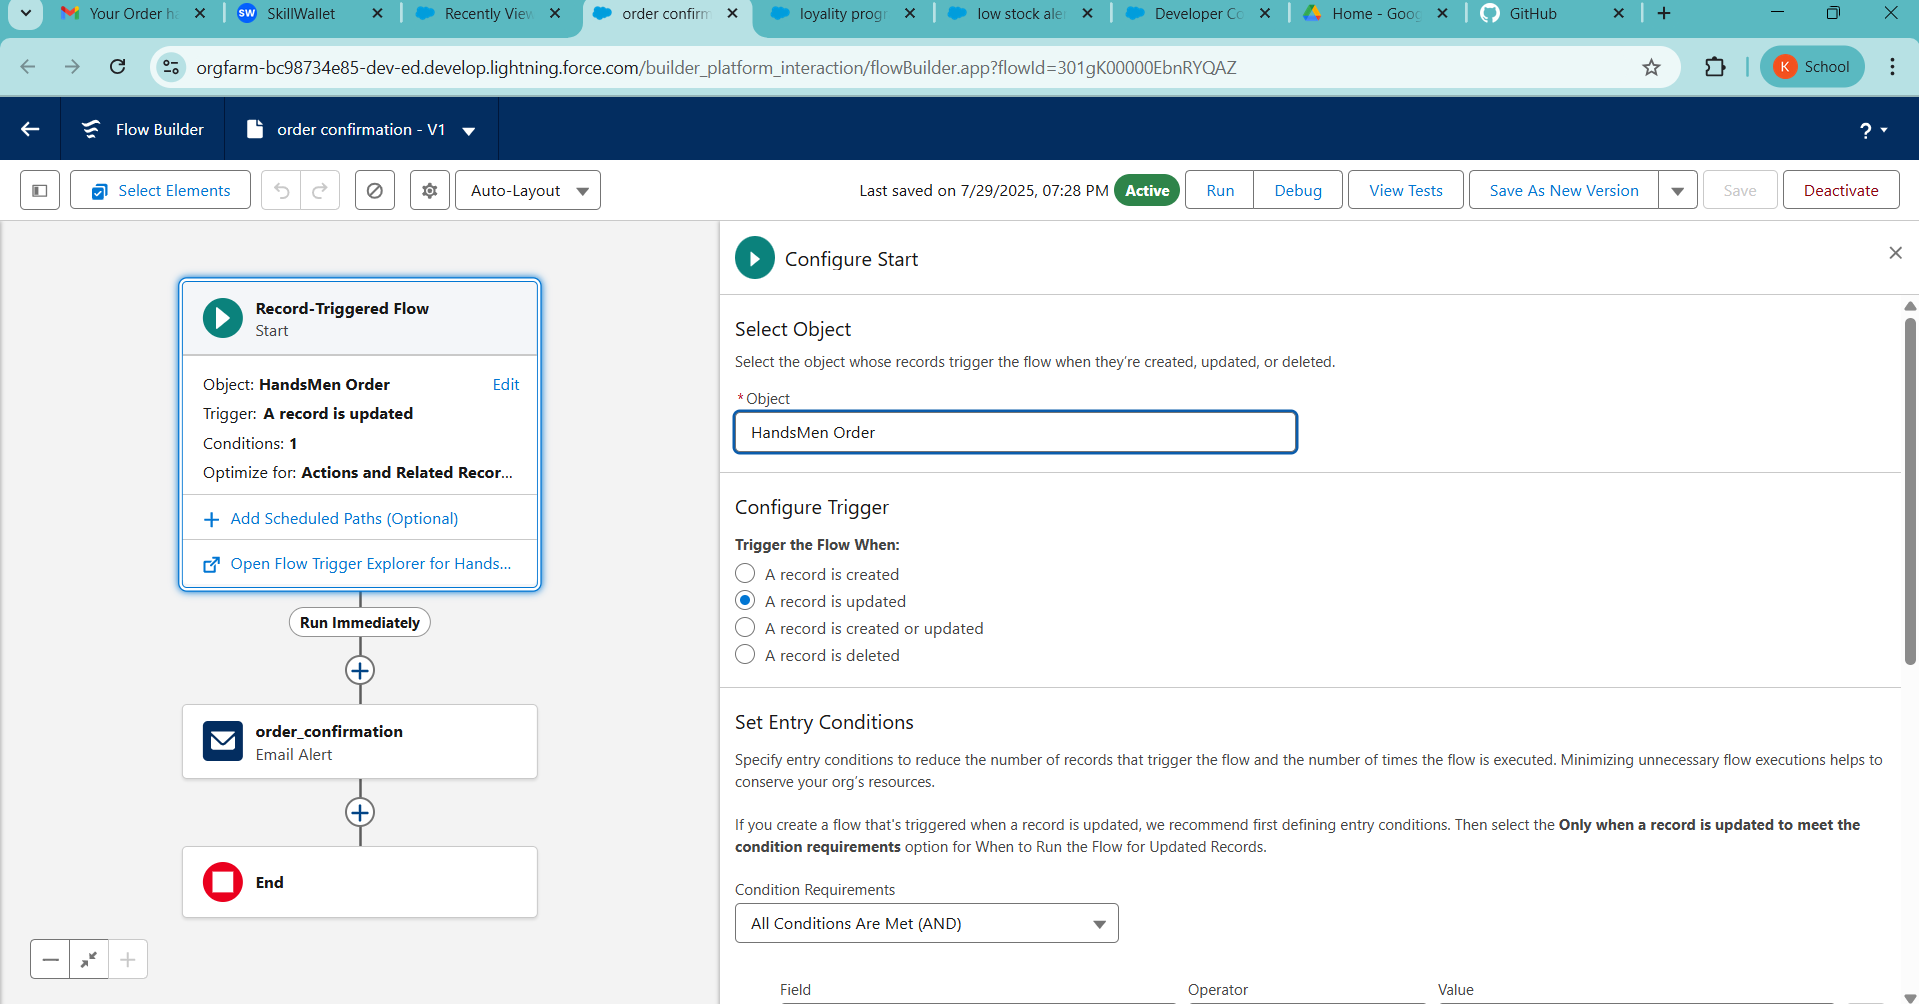 Your Order ha
SkillWallet
Recently View
order confirm
loyality progr
low stock aler
Developer Co
Home - Goog
GitHub
orgfarm-bc98734e85-dev-ed.develop.lightning.force.com/builder_platform_interaction/flowBuilder.app?flowId=301gK00000EbnRYQAZ
K School
Flow Builder
order confirmation - V1
?
Select Elements
Auto-Layout
Last saved on 7/29/2025, 07:28 PM
Active
Run
Debug
View Tests
Save As New Version
Save
Deactivate
Record-Triggered Flow
Start
Object: HandsMen Order
Edit
Trigger: A record is updated
Conditions: 1
Optimize for: Actions and Related Recor...
Add Scheduled Paths (Optional)
Open Flow Trigger Explorer for Hands...
Run Immediately
order_confirmation
Email Alert
End
Configure Start
Select Object
Select the object whose records trigger the flow when they're created, updated, or deleted.
*Object
HandsMen Order
Configure Trigger
Trigger the Flow When:
A record is created
A record is updated
A record is created or updated
A record is deleted
Set Entry Conditions
Specify entry conditions to reduce the number of records that trigger the flow and the number of times the flow is executed. Minimizing unnecessary flow executions helps to
conserve your org's resources.
If you create a flow that's triggered when a record is updated, we recommend first defining entry conditions. Then select the Only when a record is updated to meet the
condition requirements option for When to Run the Flow for Updated Records.
Condition Requirements
All Conditions Are Met (AND)
Field
Operator
Value